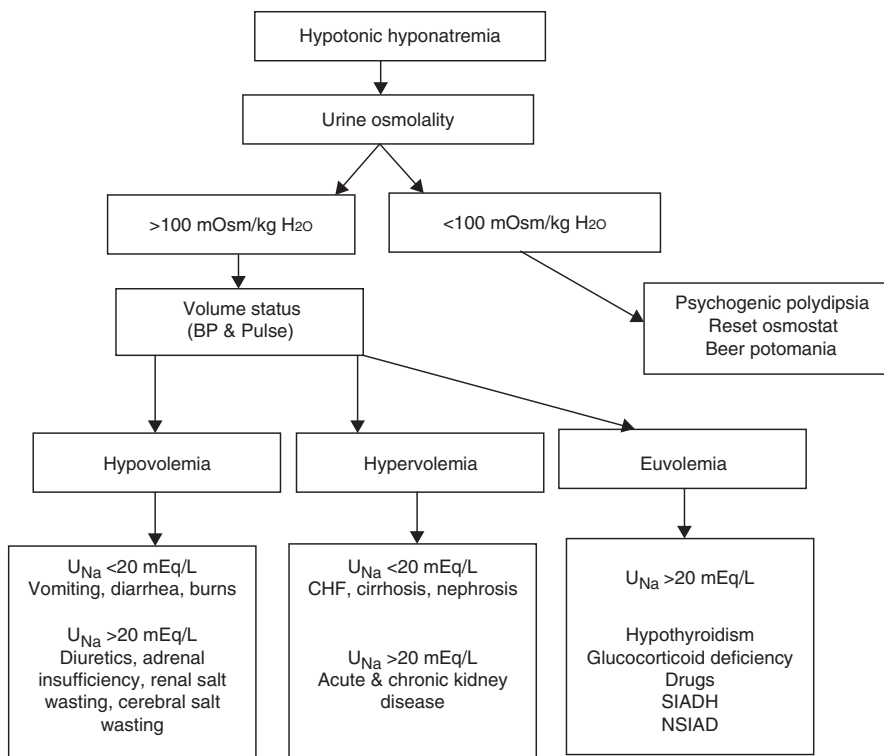 Hypotonic hyponatremia
Urine osmolality
>100 mOsm/kg H2O
<100 mOsm/kg H2O
Volume status
(BP & Pulse)
Psychogenic polydipsia
Reset osmostat
Beer potomania
Hypovolemia
Hypervolemia
Euvolemia
UNa <20 mEq/L
Vomiting, diarrhea, burns
UNa >20 mEq/L
Diuretics, adrenal
insufficiency, renal salt
wasting, cerebral salt
wasting
UNa <20 mEq/L
CHF, cirrhosis, nephrosis
UNa >20 mEq/L
Acute & chronic kidney
disease
UNa >20 mEq/L
Hypothyroidism
Glucocorticoid deficiency
Drugs
SIADH
NSIAD